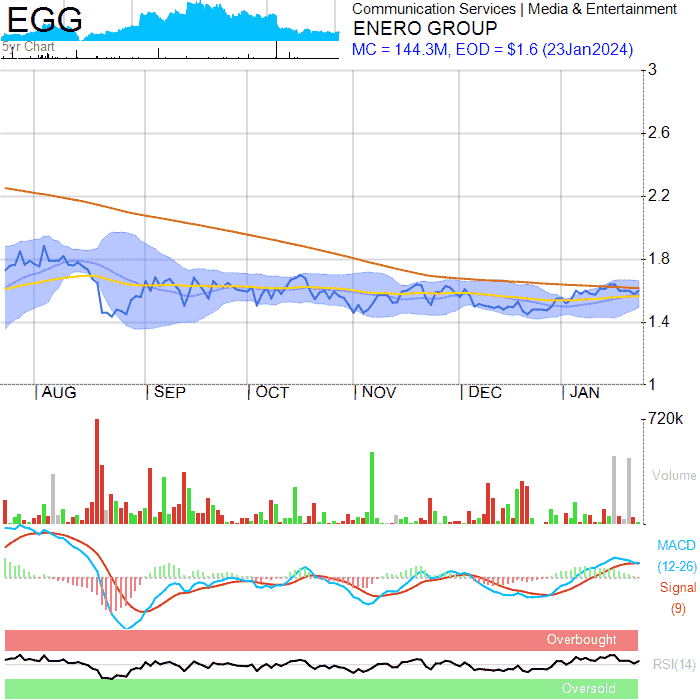 EGG
Communication Services | Media & Entertainment
ENERO GROUP
5yr Chart
MC = 144.3M, EOD = $1.6 (23Jan2024)
3
2.6
2.2
1.8
1.4
1
AUG SEP OCT NOV DEC JAN
720k
Volume
MACD
(12-26)
Signal
(9)
Overbought
RSI(14)
Oversold